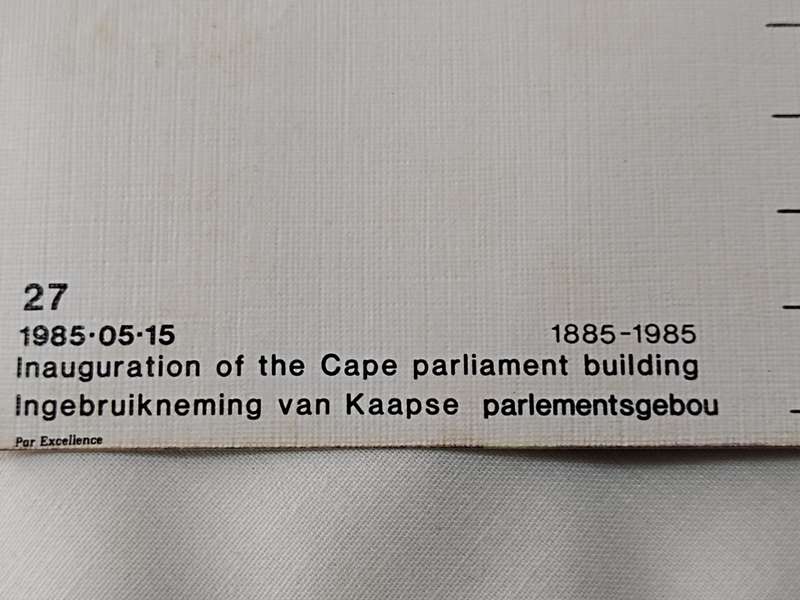 27
1985·05·15 1885-1985
Inauguration of the Cape parliament building
Ingebruikneming van Kaapse parlementsgebou
Par Excellence